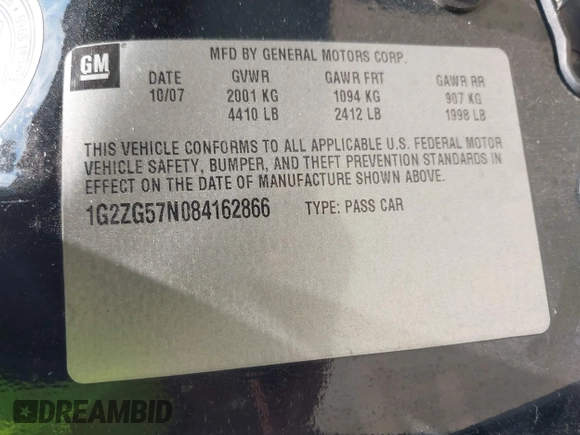 GM
MFD BY GENERAL MOTORS CORP.
DATE GVWR GAWR FRT GAWR RR
10/07 2001 KG 1094 KG 907 KG
4410 LB 2412 LB 1998 LB
THIS VEHICLE CONFORMS TO ALL APPLICABLE U.S. FEDERAL MOTOR
VEHICLE SAFETY, BUMPER, AND THEFT PREVENTION STANDARDS IN
EFFECT ON THE DATE OF MANUFACTURE SHOWN ABOVE.
1G2ZG57N084162866 TYPE: PASS CAR
DREAMBID